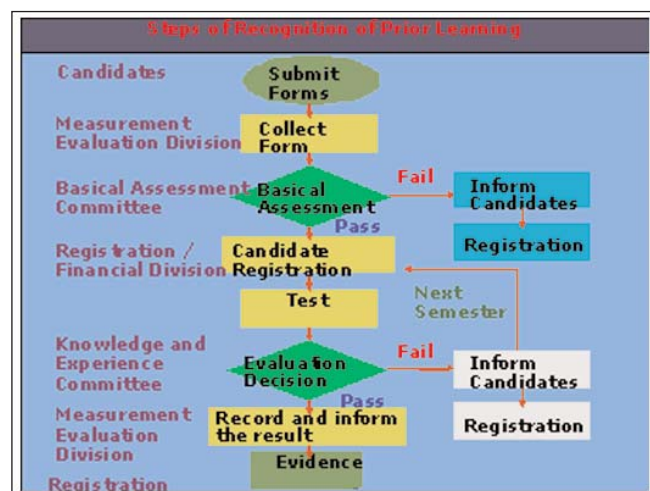 Steps of Recognition of Prior Learning
Candidates
Submit
Forms
Measurement
Evaluation Division
Collect
Form
Basical Assessment
Committee
Basical
Assessment
Fail
Inform
Candidates
Pass
Registration
Registration /
Financial Division
Candidate
Registration
Test
Next
Semester
Knowledge and
Experience
Committee
Evaluation
Decision
Fail
Inform
Candidates
Pass
Registration
Measurement
Evaluation
Division
Record and inform
the result
Evidence
Registration